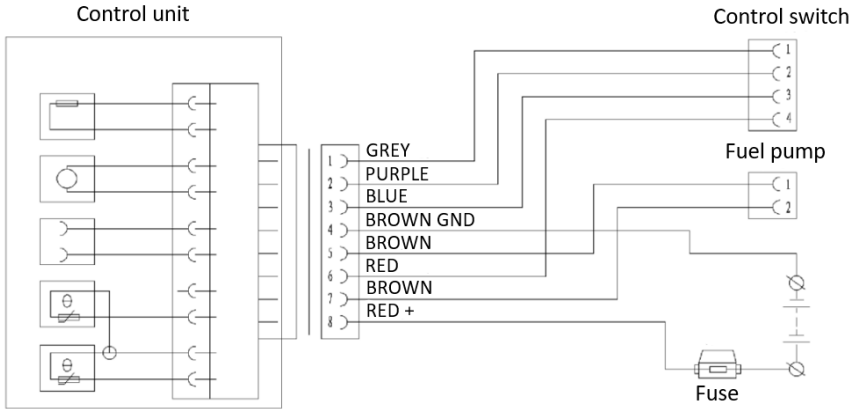 Control unit
Control switch
1
2
3
4
Fuel pump
1
2
1 GREY
2 PURPLE
3 BLUE
4 BROWN GND
5 BROWN
6 RED
7 BROWN
8 RED +
θ
θ
Fuse